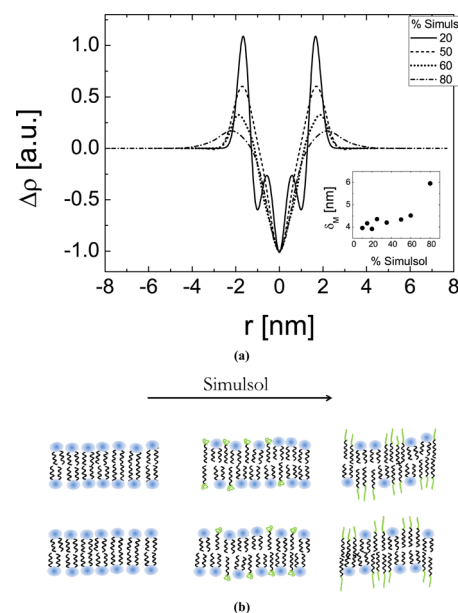 % Simulso
20
50
60
80
1.0
0.5
0.0
-0.5
-1.0
Δρ [a.u.]
-8 -6 -4 -2 0 2 4 6 8
r [nm]
6
5
4
δM [nm]
0 20 40 60 80
% Simulsol
(a)
Simulsol
(b)